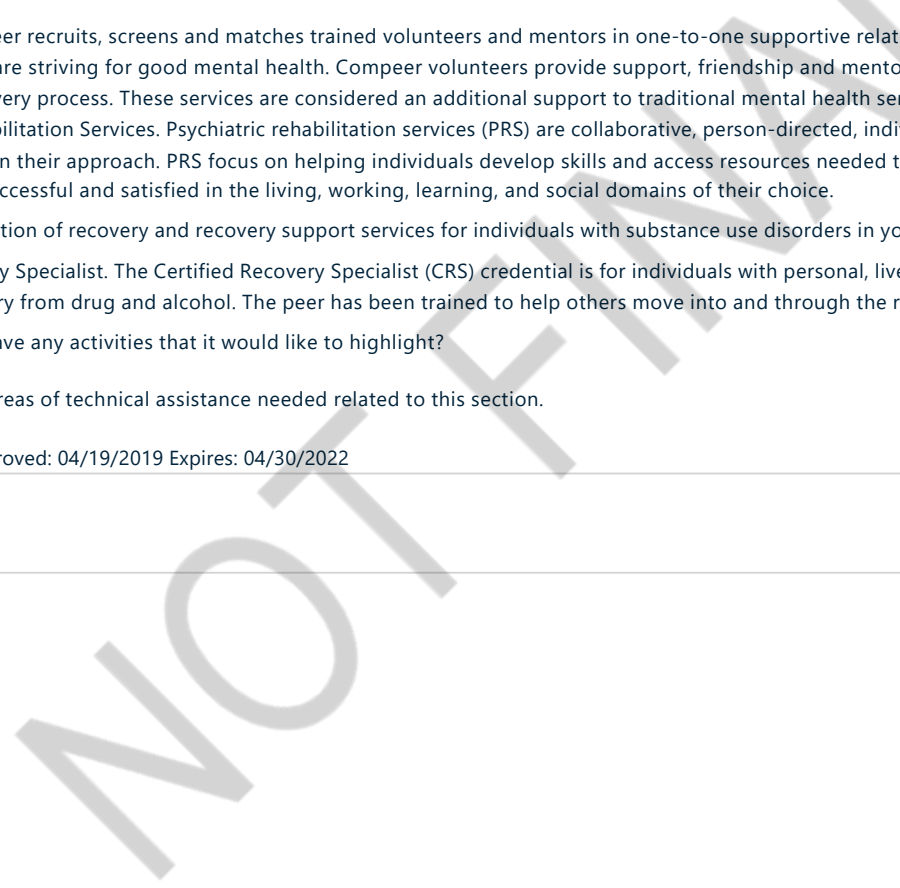 eer recruits, screens and matches trained volunteers and mentors in one-to-one supportive relat
are striving for good mental health. Compeer volunteers provide support, friendship and mento
very process. These services are considered an additional support to traditional mental health ser
bilitation Services. Psychiatric rehabilitation services (PRS) are collaborative, person-directed, indiv
n their approach. PRS focus on helping individuals develop skills and access resources needed t
uccessful and satisfied in the living, working, learning, and social domains of their choice.
tion of recovery and recovery support services for individuals with substance use disorders in yo
y Specialist. The Certified Recovery Specialist (CRS) credential is for individuals with personal, live
ry from drug and alcohol. The peer has been trained to help others move into and through the r
ave any activities that it would like to highlight?
reas of technical assistance needed related to this section.
roved: 04/19/2019 Expires: 04/30/2022
NOT FINA